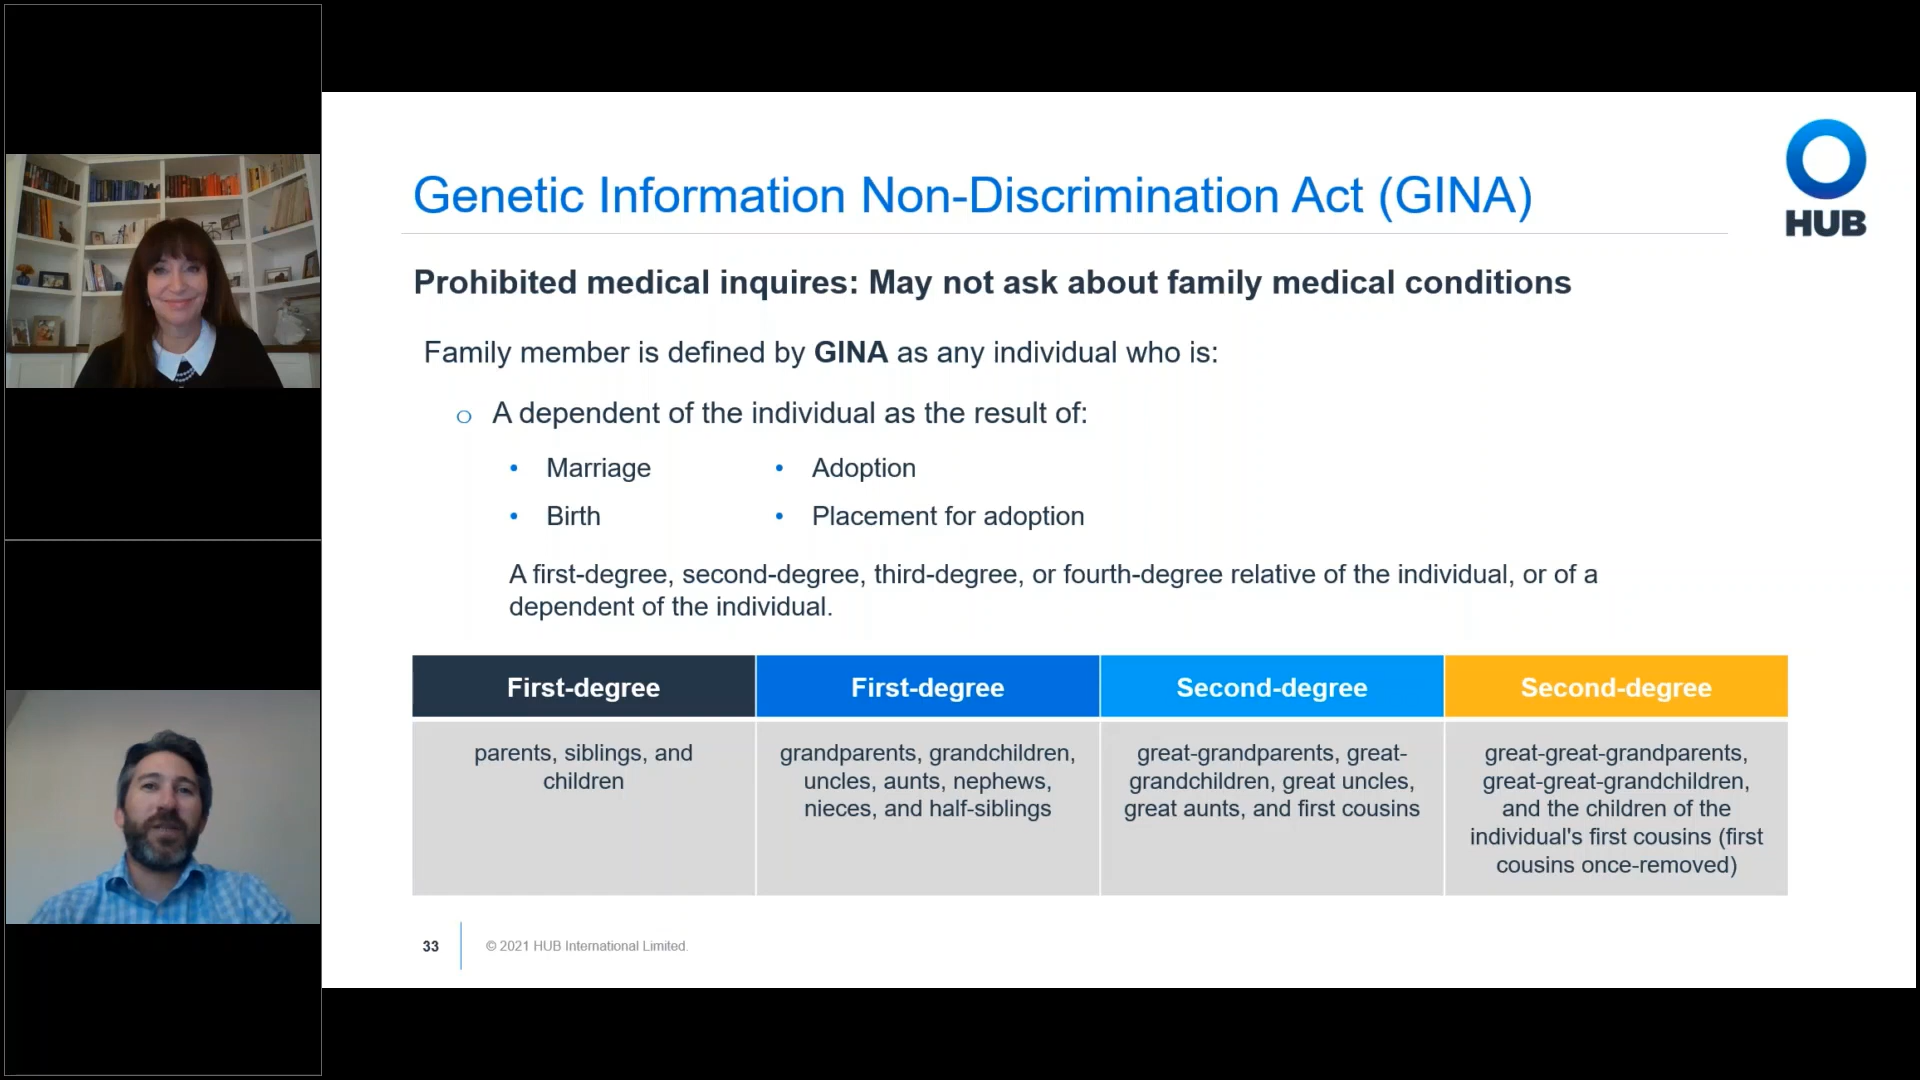 HUB
Genetic Information Non-Discrimination Act (GINA)
Prohibited medical inquires: May not ask about family medical conditions
Family member is defined by GINA as any individual who is:
o A dependent of the individual as the result of:
• Marriage
• Adoption
• Birth
• Placement for adoption
A first-degree, second-degree, third-degree, or fourth-degree relative of the individual, or of a
dependent of the individual.
First-degree
parents, siblings, and
children
First-degree
grandparents, grandchildren,
uncles, aunts, nephews,
nieces, and half-siblings
Second-degree
great-grandparents, great-
grandchildren, great uncles,
great aunts, and first cousins
Second-degree
great-great-grandparents,
great-great-grandchildren,
and the children of the
individual's first cousins (first
cousins once-removed)
33
© 2021 HUB International Limited.